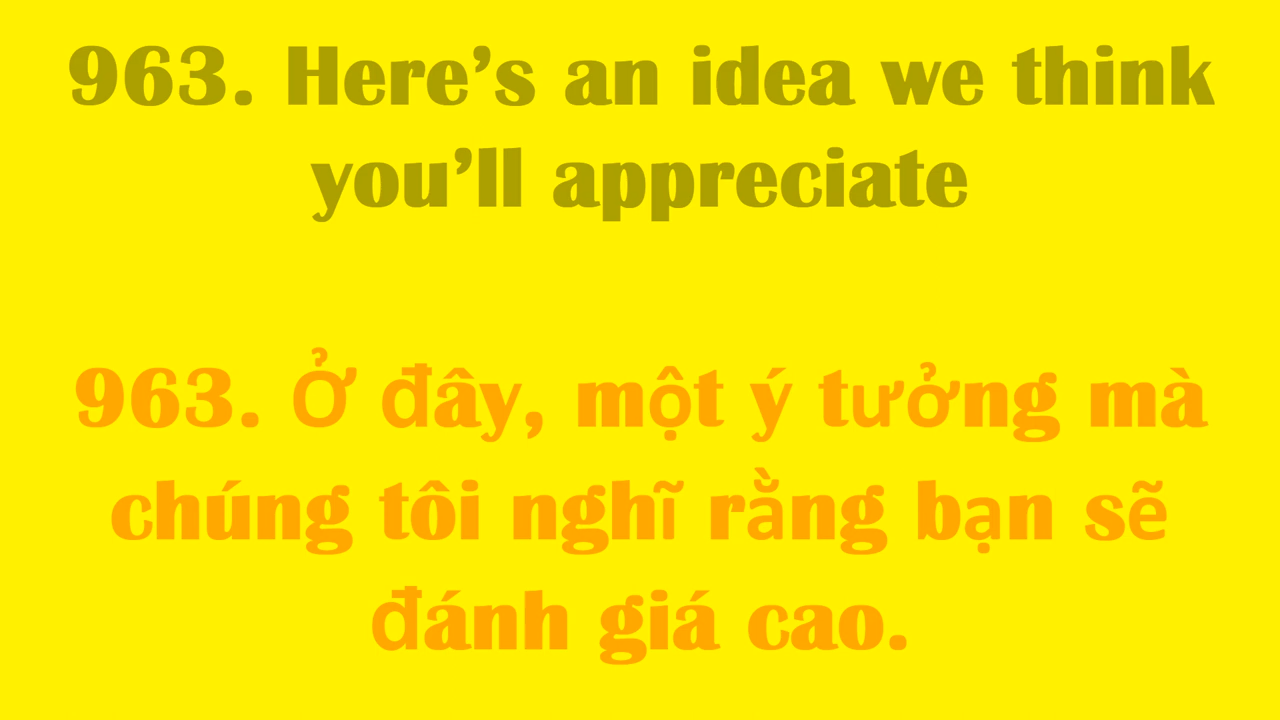 963. Here’s an idea we think
you’ll appreciate
963. Ở đây, một ý tưởng mà
chúng tôi nghĩ rằng bạn sẽ
đánh giá cao.